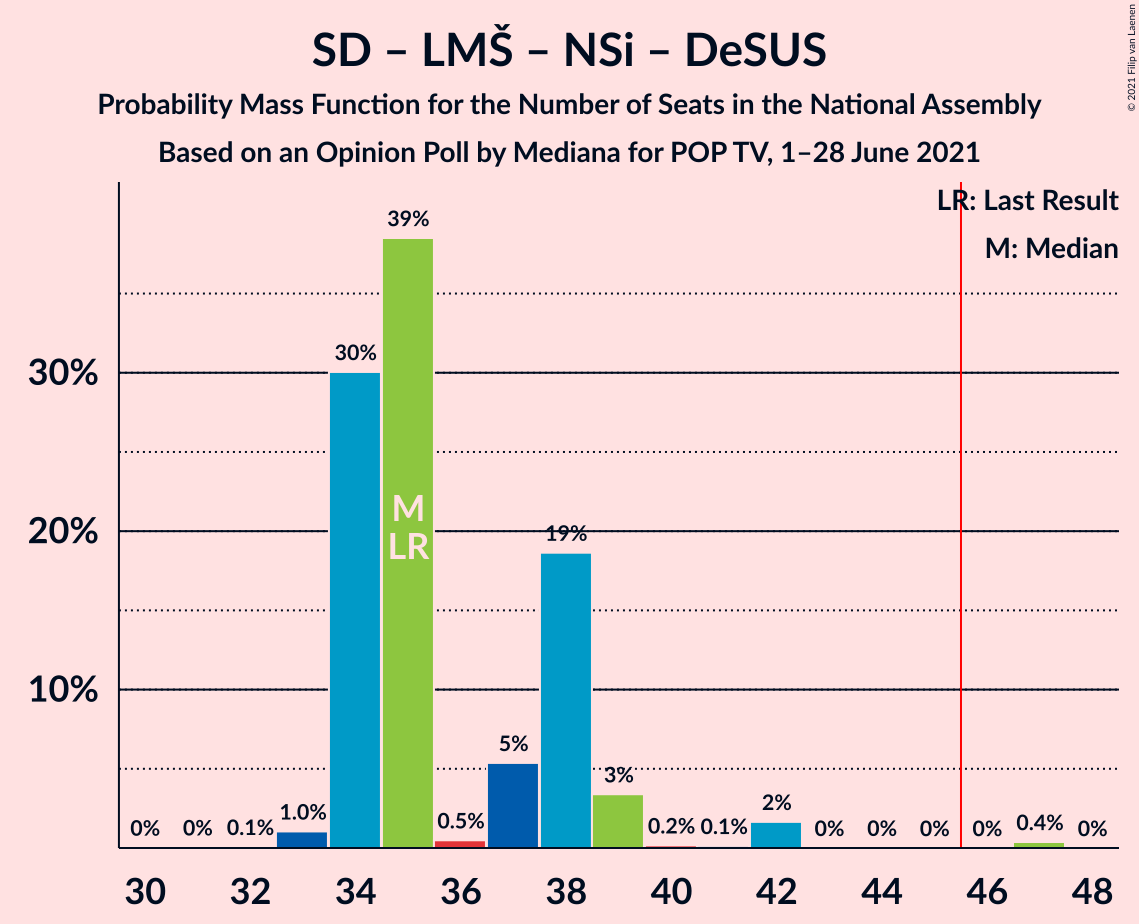 © 2021 Filip van Laenen
SD – LMŠ – NSi – DeSUS
Probability Mass Function for the Number of Seats in the National Assembly
Based on an Opinion Poll by Mediana for POP TV, 1–28 June 2021
LR: Last Result
M: Median
30%
20%
10%
0%
0%
0.1%
1.0%
30%
39%
0.5%
5%
19%
3%
0.2%
0.1%
2%
0%
0%
0%
0%
0.4%
0%
M
LR
30 32 34 36 38 40 42 44 46 48